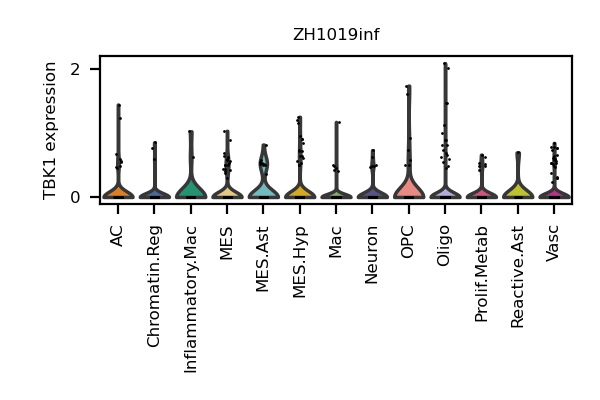 ZH1019inf
TBK1 expression
2
0
AC
Chromatin.Reg
Inflammatory.Mac
MES
MES.Ast
MES.Hyp
Mac
Neuron
OPC
Oligo
Prolif.Metab
Reactive.Ast
Vasc